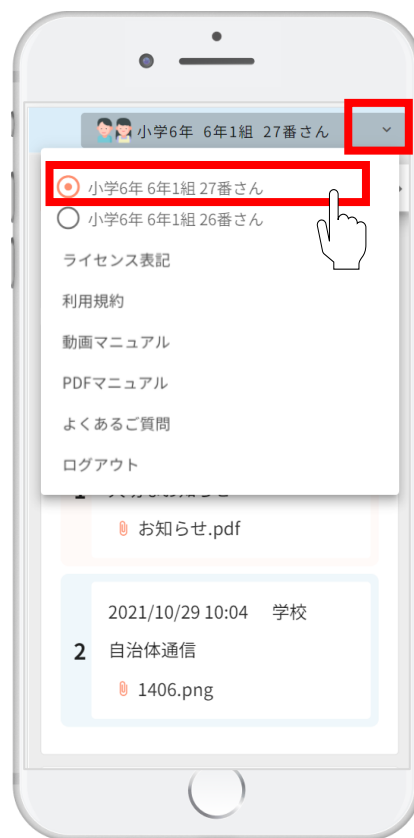 小学6年 6年1組 27番さん
小学6年 6年1組 27番さん
小学6年 6年1組 26番さん
ライセンス表記
利用規約
動画マニュアル
PDFマニュアル
よくあるご質問
ログアウト
お知らせ.pdf
2021/10/29 10:04 学校
2 自治体通信
1406.png